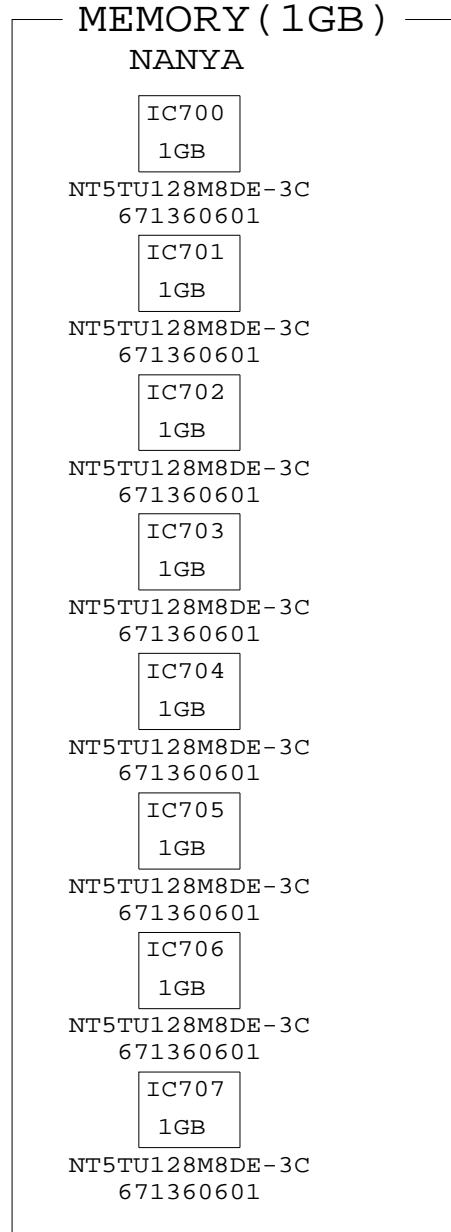 MEMORY(1GB)
NANYA
IC700
1GB
NT5TU128M8DE-3C
671360601
IC701
1GB
NT5TU128M8DE-3C
671360601
IC702
1GB
NT5TU128M8DE-3C
671360601
IC703
1GB
NT5TU128M8DE-3C
671360601
IC704
1GB
NT5TU128M8DE-3C
671360601
IC705
1GB
NT5TU128M8DE-3C
671360601
IC706
1GB
NT5TU128M8DE-3C
671360601
IC707
1GB
NT5TU128M8DE-3C
671360601